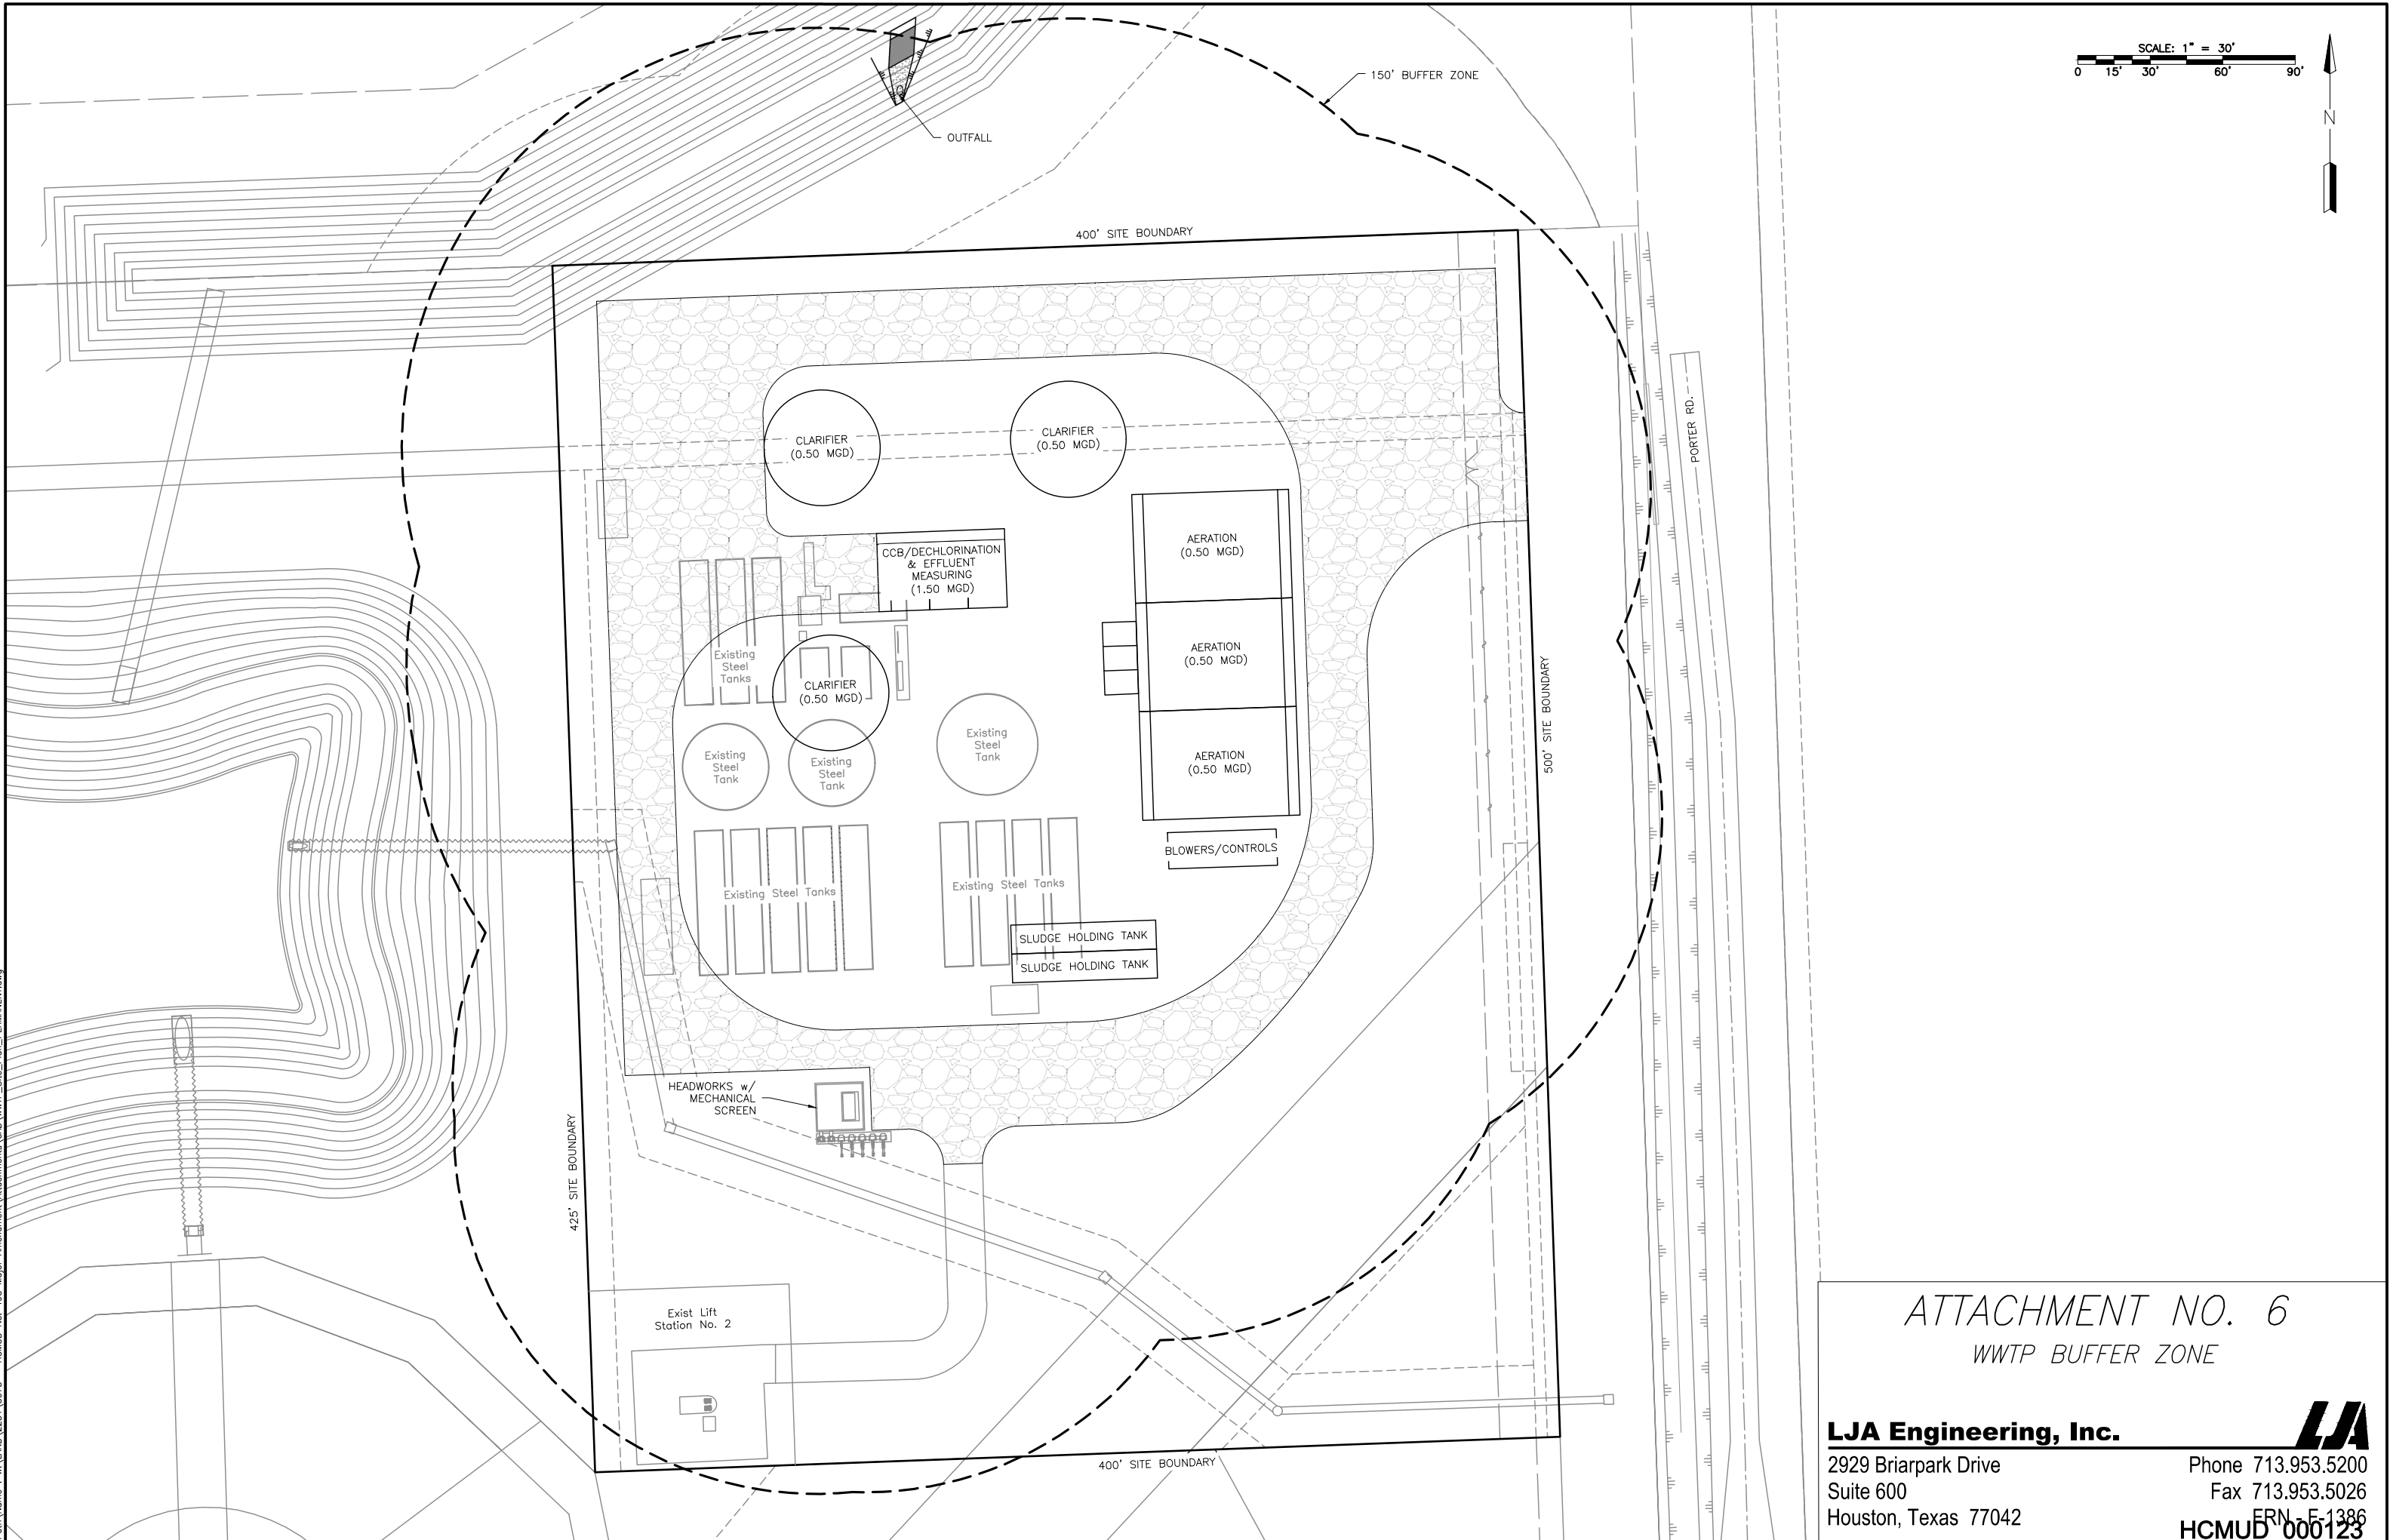 SCALE: 1" = 30'
0 15' 30' 60' 90'
N
150' BUFFER ZONE
OUTFALL
400' SITE BOUNDARY
PORTER RD.
CLARIFIER
(0.50 MGD)
CLARIFIER
(0.50 MGD)
AERATION
(0.50 MGD)
CCB/DECHLORINATION
& EFFLUENT
MEASURING
(1.50 MGD)
Existing
Steel
Tanks
CLARIFIER
(0.50 MGD)
AERATION
(0.50 MGD)
500' SITE BOUNDARY
Existing
Steel
Tank
Existing
Steel
Tank
Existing
Steel
Tank
AERATION
(0.50 MGD)
BLOWERS/CONTROLS
Existing Steel Tanks
Existing Steel Tanks
SLUDGE HOLDING TANK
SLUDGE HOLDING TANK
HEADWORKS w/
MECHANICAL
SCREEN
425' SITE BOUNDARY
Exist Lift
Station No. 2
400' SITE BOUNDARY
ATTACHMENT NO. 6
WWTP BUFFER ZONE
LJA Engineering, Inc.
LJA
2929 Briarpark Drive
Phone 713.953.5200
Suite 600
Fax 713.953.5026
Houston, Texas 77042
FRN - F-1386
HCMUD 000123